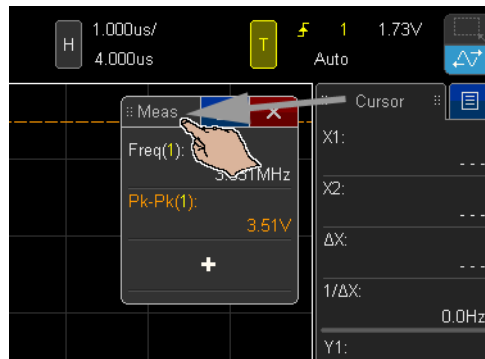 H
1.000us/
4.000us
T
1
1.73V
Auto
Meas
Freq(1):
Pk-Pk(1):
3.51V
+
Cursor
X1:
---
X2:
---
ΔX:
---
1/ΔX:
0.0Hz
Y1: